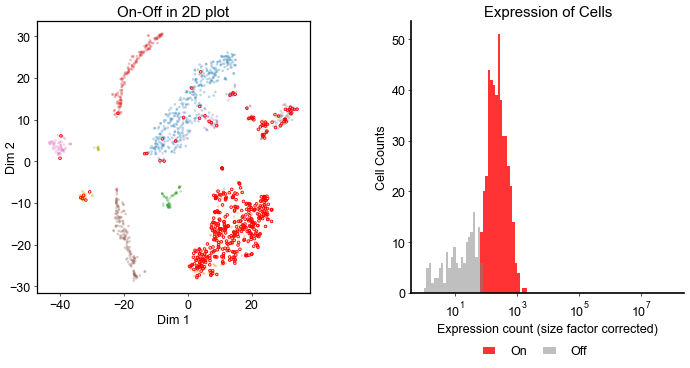 On-Off in 2D plot
30
20
10
0
−10
−20
−30
Dim 2
−40
−20
0
20
Dim 1
Expression of Cells
50
40
30
20
10
0
Cell Counts
10^1
10^3
10^5
10^7
Expression count (size factor corrected)
On
Off